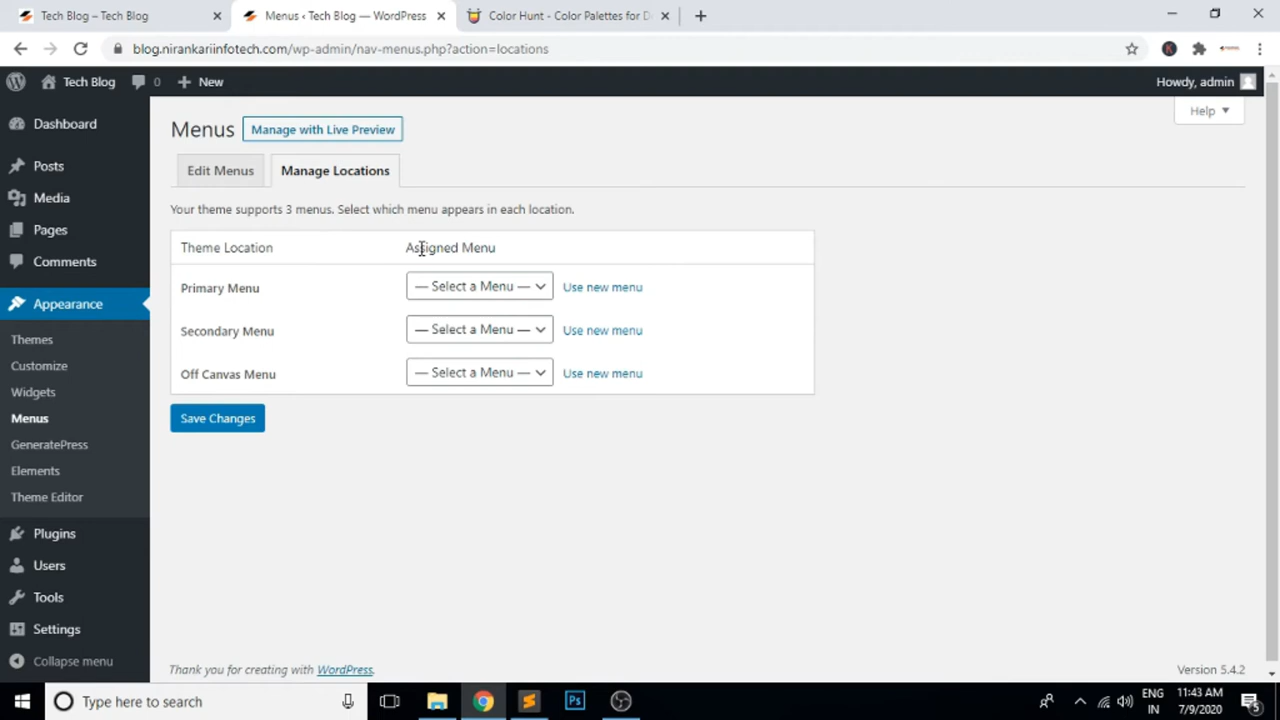 Tech Blog – Tech Blog
Menus ‹ Tech Blog — WordPress
Color Hunt - Color Palettes for D
blog.nirankariinfotech.com/wp-admin/nav-menus.php?action=locations
Tech Blog
0
New
Howdy, admin
Help
Menus
Manage with Live Preview
Edit Menus
Manage Locations
Your theme supports 3 menus. Select which menu appears in each location.
Theme Location
Assigned Menu
Primary Menu
— Select a Menu —
Use new menu
Secondary Menu
— Select a Menu —
Use new menu
Off Canvas Menu
— Select a Menu —
Use new menu
Save Changes
Dashboard
Posts
Media
Pages
Comments
Appearance
Themes
Customize
Widgets
Menus
GeneratePress
Elements
Theme Editor
Plugins
Users
Tools
Settings
Collapse menu
Thank you for creating with WordPress.
Version 5.4.2
Type here to search
Ps
ENG
IN
11:43 AM
7/9/2020
5